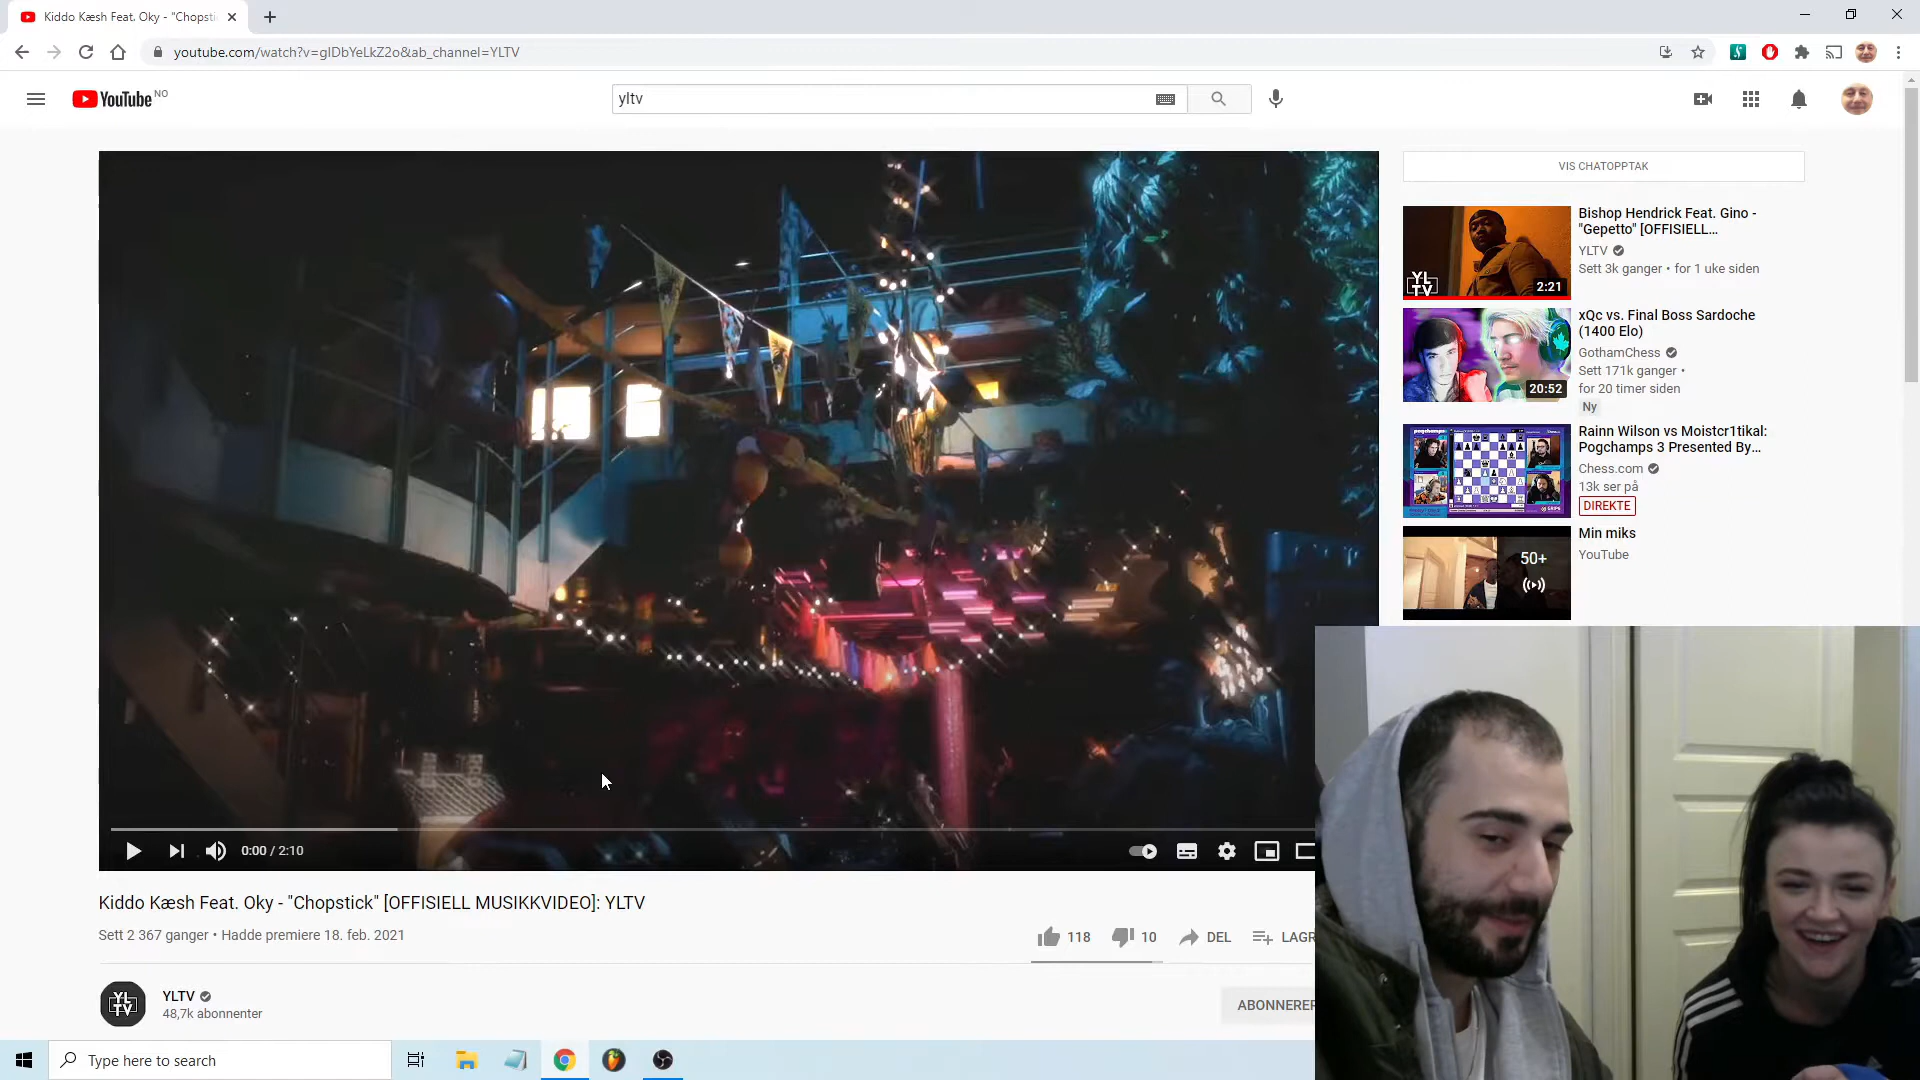 Kiddo Kæsh Feat. Oky - "Chopsti
youtube.com/watch?v=gIDbYeLkZ2o&ab_channel=YLTV
YouTube NO
yltv
VIS CHATOPPTAK
Bishop Hendrick Feat. Gino -
"Gepetto" [OFFISIELL...
YLTV
Sett 3k ganger • for 1 uke siden
YL
TV
2:21
xQc vs. Final Boss Sardoche
(1400 Elo)
GothamChess
Sett 171k ganger •
for 20 timer siden
Ny
20:52
Rainn Wilson vs Moistcr1tikal:
Pogchamps 3 Presented By...
Chess.com
13k ser på
DIREKTE
Min miks
YouTube
50+
0:00 / 2:10
Kiddo Kæsh Feat. Oky - "Chopstick" [OFFISIELL MUSIKKVIDEO]: YLTV
Sett 2 367 ganger • Hadde premiere 18. feb. 2021
118
10
DEL
LAGR
YL
TV
YLTV
48,7k abonnenter
ABONNERER
Type here to search